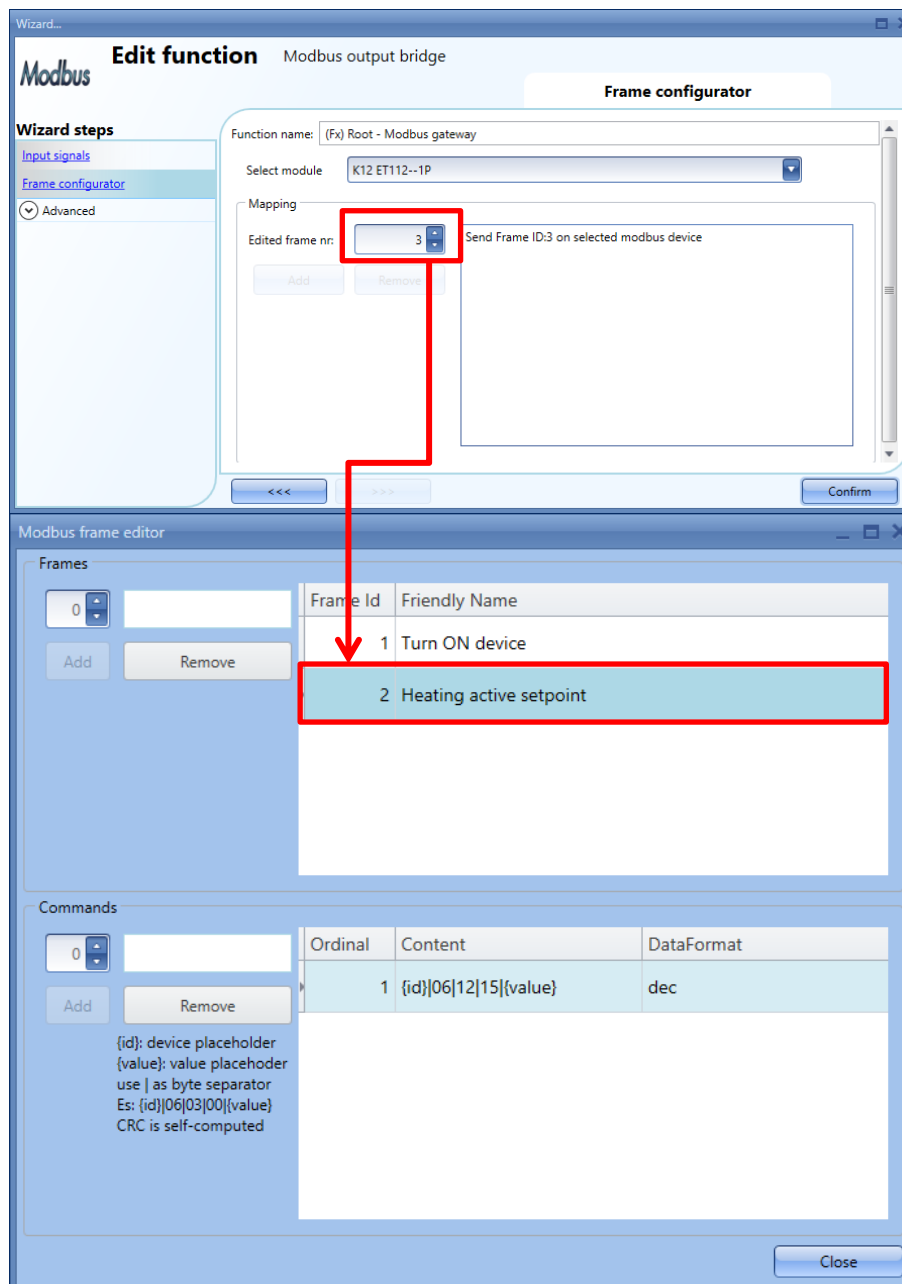 Wizard...
Modbus
Edit function Modbus output bridge
Frame configurator
Wizard steps
Input signals
Frame configurator
Advanced
Function name: (Fx) Root - Modbus gateway
Select module K12 ET112--1P
Mapping
Edited frame nr: 3
Send Frame ID:3 on selected modbus device
Add Remove
<<< >>> Confirm
Modbus frame editor
Frames
0
Add Remove
Frame Id Friendly Name
1 Turn ON device
2 Heating active setpoint
Commands
0
Add Remove
{id}: device placeholder
{value}: value placehoder
use | as byte separator
Es: {id}|06|03|00|{value}
CRC is self-computed
Ordinal Content DataFormat
1 {id}|06|12|15|{value} dec
Close